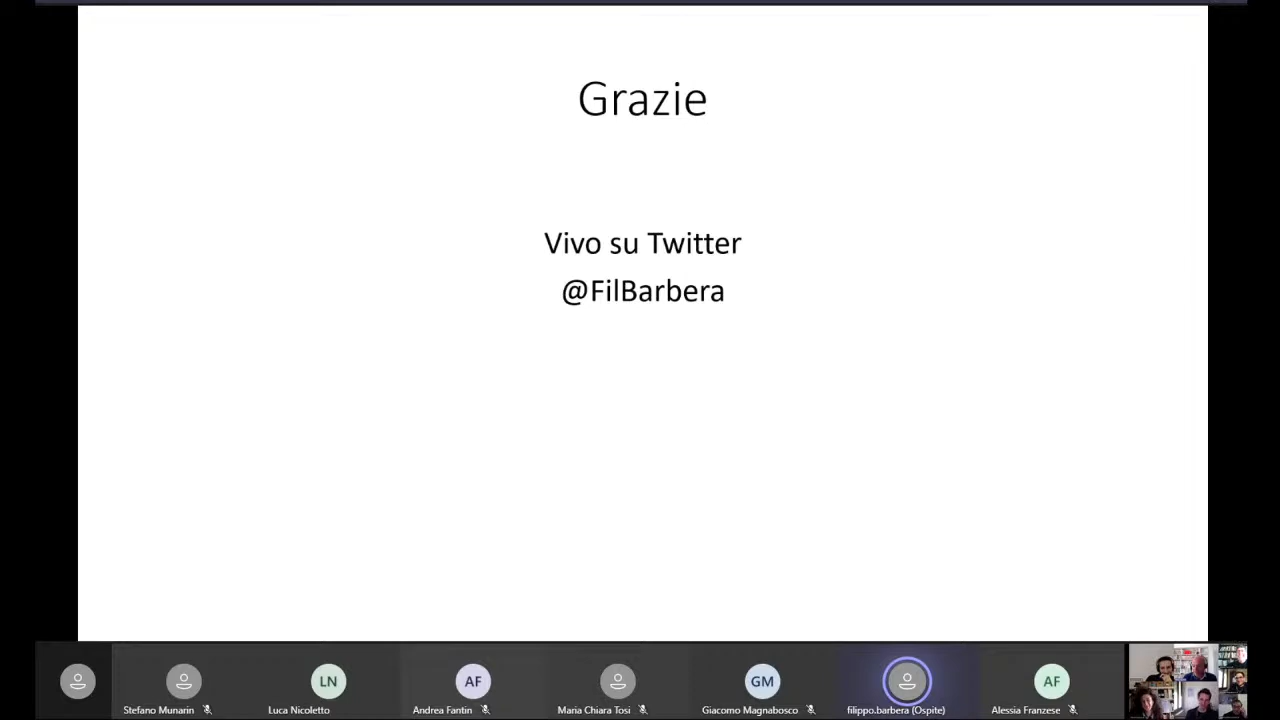 Grazie
Vivo su Twitter
@FilBarbera
LN
AF
GM
AF
Stefano Munarin
Luca Nicoletto
Andrea Fantin
Maria Chiara Tosi
Giacomo Magnabosco
filippo.barbera (Ospite)
Alessia Franzese